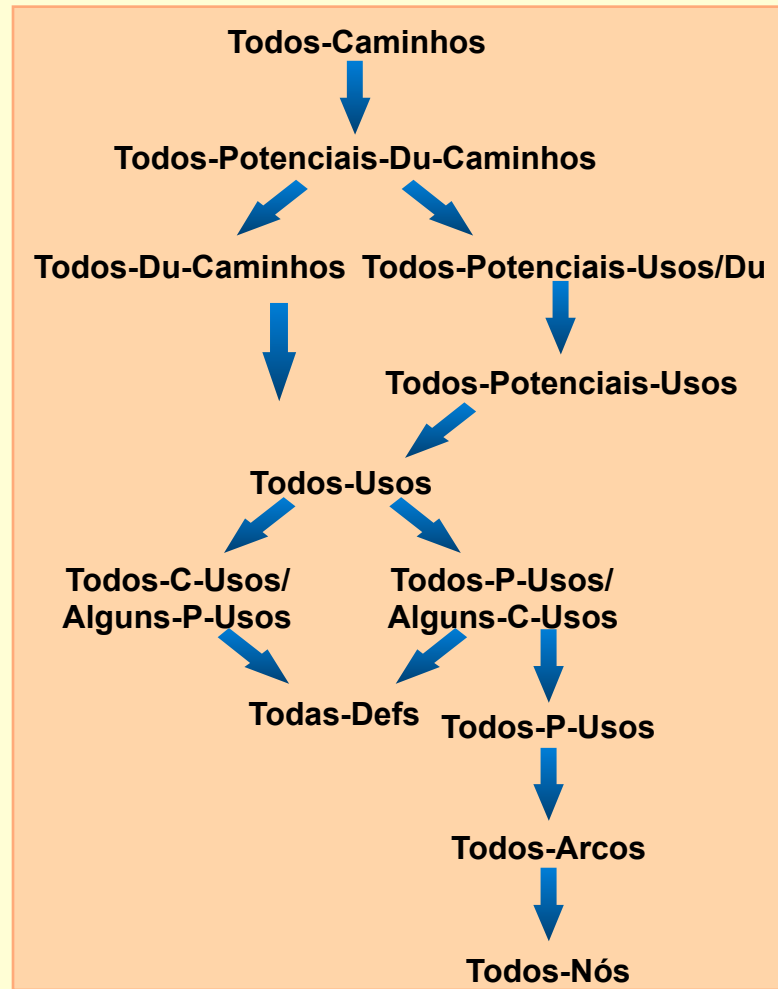 Todos-Caminhos
Todos-Potenciais-Du-Caminhos
Todos-Du-Caminhos
Todos-Potenciais-Usos/Du
Todos-Potenciais-Usos
Todos-Usos
Todos-C-Usos/
Alguns-P-Usos
Todos-P-Usos/
Alguns-C-Usos
Todas-Defs
Todos-P-Usos
Todos-Arcos
Todos-Nós